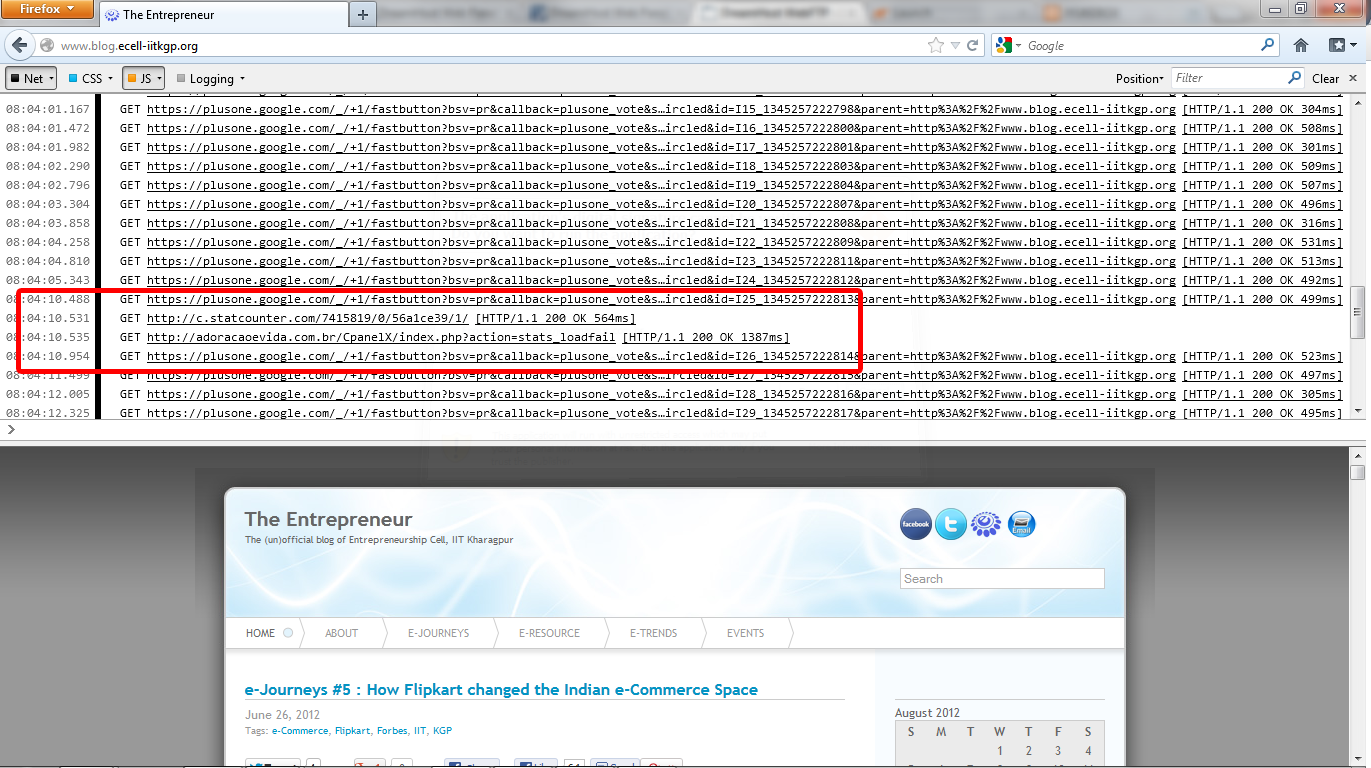 Firefox
The Entrepreneur
www.blog.ecell-iitkgp.org
Google
Net CSS JS Logging Position Filter Clear
08:04:01.167 GET https://plusone.google.com/_/+1/fastbutton?bsv=pr&callback=plusone_vote&s…ircled&id=I15_1345257222798&parent=http%3A%2F%2Fwww.blog.ecell-iitkgp.org [HTTP/1.1 200 OK 304ms]
08:04:01.472 GET https://plusone.google.com/_/+1/fastbutton?bsv=pr&callback=plusone_vote&s…ircled&id=I16_1345257222800&parent=http%3A%2F%2Fwww.blog.ecell-iitkgp.org [HTTP/1.1 200 OK 508ms]
08:04:01.982 GET https://plusone.google.com/_/+1/fastbutton?bsv=pr&callback=plusone_vote&s…ircled&id=I17_1345257222801&parent=http%3A%2F%2Fwww.blog.ecell-iitkgp.org [HTTP/1.1 200 OK 301ms]
08:04:02.290 GET https://plusone.google.com/_/+1/fastbutton?bsv=pr&callback=plusone_vote&s…ircled&id=I18_1345257222803&parent=http%3A%2F%2Fwww.blog.ecell-iitkgp.org [HTTP/1.1 200 OK 509ms]
08:04:02.796 GET https://plusone.google.com/_/+1/fastbutton?bsv=pr&callback=plusone_vote&s…ircled&id=I19_1345257222804&parent=http%3A%2F%2Fwww.blog.ecell-iitkgp.org [HTTP/1.1 200 OK 507ms]
08:04:03.304 GET https://plusone.google.com/_/+1/fastbutton?bsv=pr&callback=plusone_vote&s…ircled&id=I20_1345257222807&parent=http%3A%2F%2Fwww.blog.ecell-iitkgp.org [HTTP/1.1 200 OK 496ms]
08:04:03.858 GET https://plusone.google.com/_/+1/fastbutton?bsv=pr&callback=plusone_vote&s…ircled&id=I21_1345257222808&parent=http%3A%2F%2Fwww.blog.ecell-iitkgp.org [HTTP/1.1 200 OK 316ms]
08:04:04.258 GET https://plusone.google.com/_/+1/fastbutton?bsv=pr&callback=plusone_vote&s…ircled&id=I22_1345257222809&parent=http%3A%2F%2Fwww.blog.ecell-iitkgp.org [HTTP/1.1 200 OK 531ms]
08:04:04.810 GET https://plusone.google.com/_/+1/fastbutton?bsv=pr&callback=plusone_vote&s…ircled&id=I23_1345257222811&parent=http%3A%2F%2Fwww.blog.ecell-iitkgp.org [HTTP/1.1 200 OK 513ms]
08:04:05.343 GET https://plusone.google.com/_/+1/fastbutton?bsv=pr&callback=plusone_vote&s…ircled&id=I24_1345257222812&parent=http%3A%2F%2Fwww.blog.ecell-iitkgp.org [HTTP/1.1 200 OK 492ms]
08:04:10.488 GET https://plusone.google.com/_/+1/fastbutton?bsv=pr&callback=plusone_vote&s…ircled&id=I25_1345257222813&parent=http%3A%2F%2Fwww.blog.ecell-iitkgp.org [HTTP/1.1 200 OK 499ms]
08:04:10.531 GET http://c.statcounter.com/7415819/0/56a1ce39/1/ [HTTP/1.1 200 OK 564ms]
08:04:10.535 GET http://adoracaoevida.com.br/CpanelX/index.php?action=stats_loadfail [HTTP/1.1 200 OK 1387ms]
08:04:10.954 GET https://plusone.google.com/_/+1/fastbutton?bsv=pr&callback=plusone_vote&s…ircled&id=I26_1345257222814&parent=http%3A%2F%2Fwww.blog.ecell-iitkgp.org [HTTP/1.1 200 OK 523ms]
08:04:11.499 GET https://plusone.google.com/_/+1/fastbutton?bsv=pr&callback=plusone_vote&s…ircled&id=I27_1345257222815&parent=http%3A%2F%2Fwww.blog.ecell-iitkgp.org [HTTP/1.1 200 OK 497ms]
08:04:12.005 GET https://plusone.google.com/_/+1/fastbutton?bsv=pr&callback=plusone_vote&s…ircled&id=I28_1345257222816&parent=http%3A%2F%2Fwww.blog.ecell-iitkgp.org [HTTP/1.1 200 OK 305ms]
08:04:12.325 GET https://plusone.google.com/_/+1/fastbutton?bsv=pr&callback=plusone_vote&s…ircled&id=I29_1345257222817&parent=http%3A%2F%2Fwww.blog.ecell-iitkgp.org [HTTP/1.1 200 OK 495ms]
The Entrepreneur
The (un)official blog of Entrepreneurship Cell, IIT Kharagpur
facebook
Email
Search
HOME ABOUT E-JOURNEYS E-RESOURCE E-TRENDS EVENTS
e-Journeys #5 : How Flipkart changed the Indian e-Commerce Space
June 26, 2012
Tags: e-Commerce, Flipkart, Forbes, IIT, KGP
August 2012
S M T W T F S
1 2 3 4